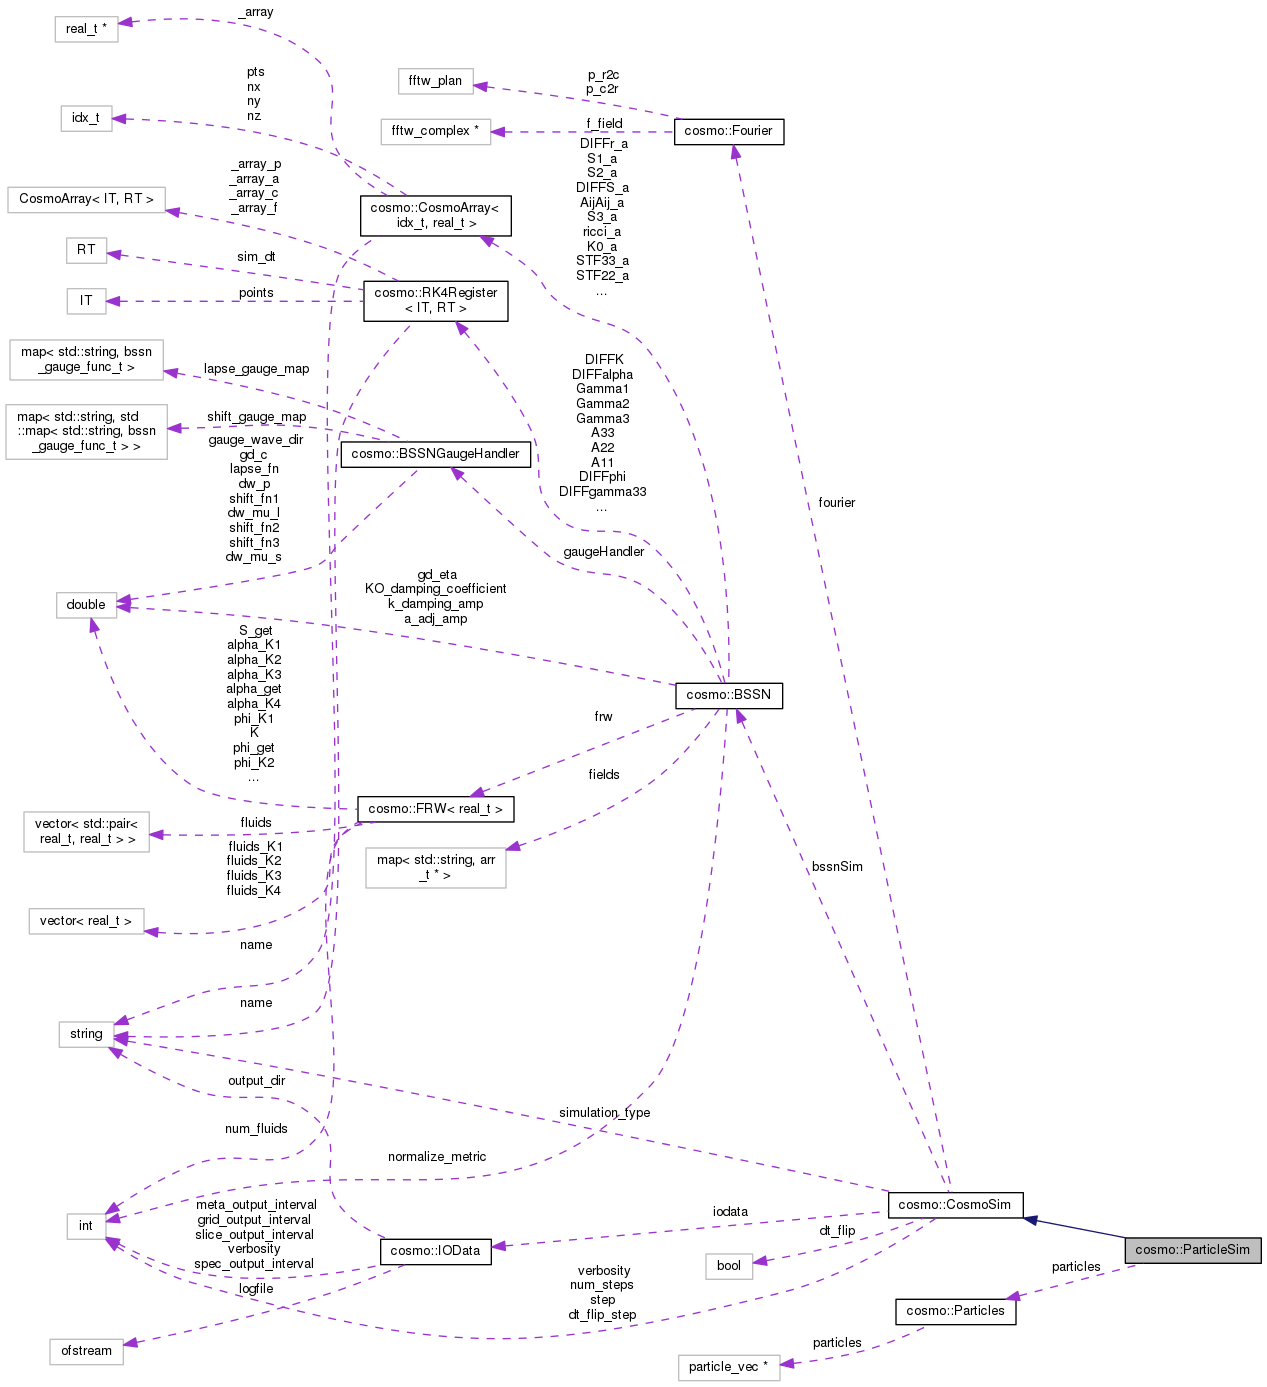 _array
real_t *
pts
nx
ny
nz
idx_t
p_r2c
p_c2r
fftw_plan
f_field
fftw_complex *
cosmo::Fourier
_array_p
_array_a
_array_c
_array_f
CosmoArray< IT, RT >
cosmo::CosmoArray<
idx_t, real_t >
DIFFr_a
S1_a
S2_a
DIFFS_a
AijAij_a
S3_a
ricci_a
K0_a
STF33_a
STF22_a
...
RT
sim_dt
IT
points
cosmo::RK4Register
< IT, RT >
map< std::string, bssn
_gauge_func_t >
lapse_gauge_map
map< std::string, std
::map< std::string, bssn
_gauge_func_t > >
shift_gauge_map
gauge_wave_dir
gd_c
lapse_fn
dw_p
shift_fn1
dw_mu_l
shift_fn2
shift_fn3
dw_mu_s
cosmo::BSSNGaugeHandler
DIFFK
DIFFalpha
Gamma1
Gamma2
Gamma3
A33
A22
A11
DIFFphi
DIFFgamma33
...
fourier
gaugeHandler
double
gd_eta
KO_damping_coefficient
k_damping_amp
a_adj_amp
S_get
alpha_K1
alpha_K2
alpha_K3
alpha_get
alpha_K4
phi_K1
K
phi_get
phi_K2
...
cosmo::BSSN
frw
fields
cosmo::FRW< real_t >
vector< std::pair<
real_t, real_t > >
fluids
fluids_K1
fluids_K2
fluids_K3
fluids_K4
map< std::string, arr
_t * >
bssnSim
vector< real_t >
name
name
string
output_dir
simulation_type
num_fluids
normalize_metric
int
meta_output_interval
grid_output_interval
slice_output_interval
verbosity
spec_output_interval
iodata
cosmo::CosmoSim
cosmo::IOData
dt_flip
bool
cosmo::ParticleSim
particles
logfile
verbosity
num_steps
step
dt_flip_step
cosmo::Particles
ofstream
particles
particle_vec *